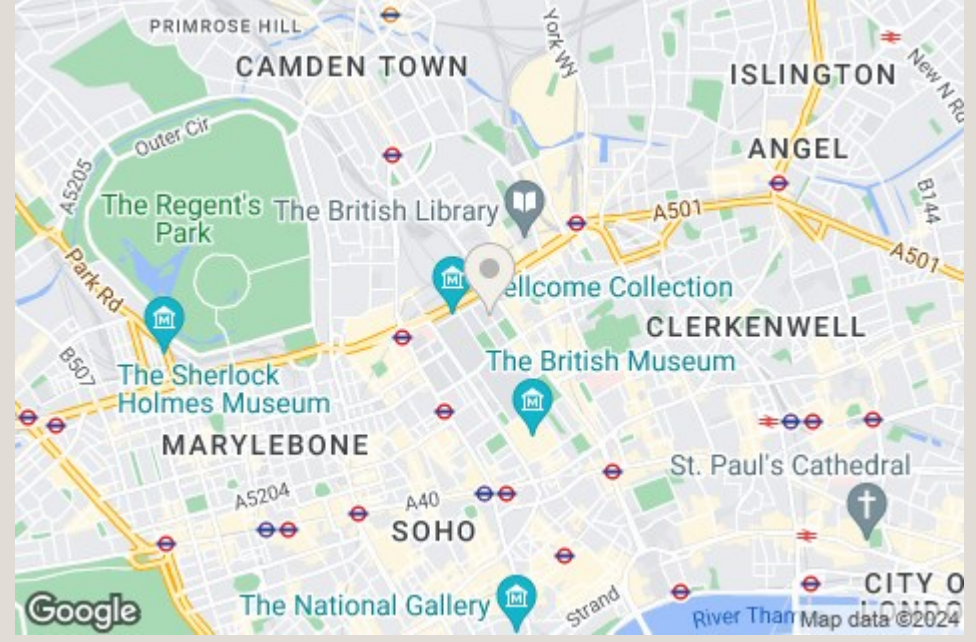 PRIMROSE HILL
York Wy
CAMDEN TOWN
ISLINGTON
New N Rd
Outer Cir
ANGEL
A5205
The Regent's
Park
The British Library
A501
B144
A501
Park Rd
ellcome Collection
CLERKENWELL
B507
The British Museum
The Sherlock
Holmes Museum
MARYLEBONE
St. Paul's Cathedral
A5204
A40
SOHO
CITY O
LONDO
The National Gallery
Strand
River Tham
Google
Map data ©2024